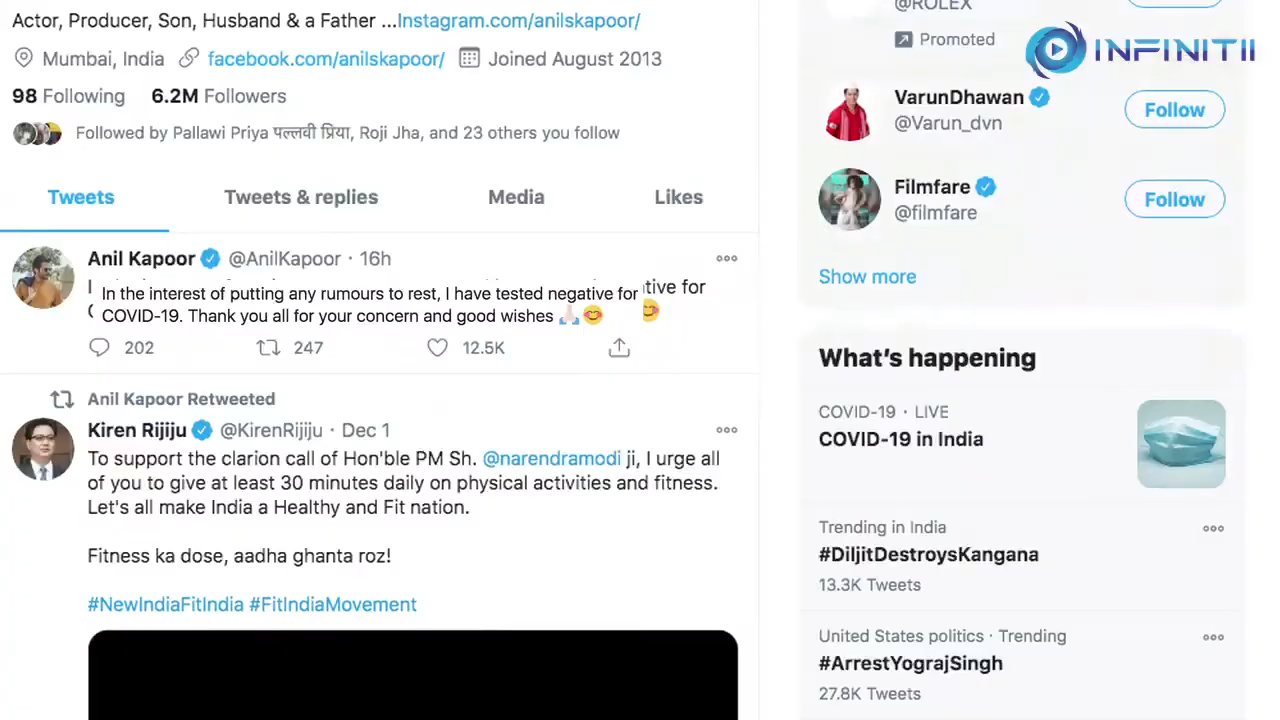 Actor, Producer, Son, Husband & a Father ...Instagram.com/anilskapoor/
Mumbai, India facebook.com/anilskapoor/ Joined August 2013
98 Following 6.2M Followers
Followed by Pallawi Priya पल्लवी प्रिया, Roji Jha, and 23 others you follow
Tweets Tweets & replies Media Likes
Anil Kapoor @AnilKapoor · 16h
In the interest of putting any rumours to rest, I have tested negative for
COVID-19. Thank you all for your concern and good wishes 🙏🏻😊
202 247 12.5K
Anil Kapoor Retweeted
Kiren Rijiju @KirenRijiju · Dec 1
To support the clarion call of Hon'ble PM Sh. @narendramodi ji, I urge all
of you to give at least 30 minutes daily on physical activities and fitness.
Let's all make India a Healthy and Fit nation.
Fitness ka dose, aadha ghanta roz!
#NewIndiaFitIndia #FitIndiaMovement
@ROLEX
Promoted
INFINITII
VarunDhawan
@Varun_dvn
Follow
Filmfare
@filmfare
Follow
Show more
What's happening
COVID-19 · LIVE
COVID-19 in India
Trending in India
#DiljitDestroysKangana
13.3K Tweets
United States politics · Trending
#ArrestYograjSingh
27.8K Tweets